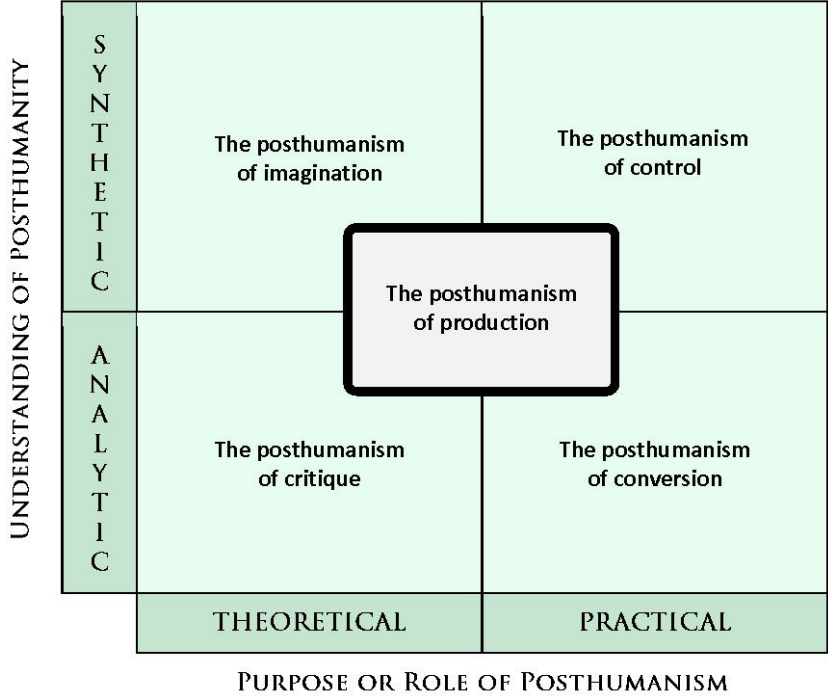 UNDERSTANDING OF POSTHUMANITY
SYNTHETIC
The posthumanism
of imagination
The posthumanism
of control
The posthumanism
of production
ANALYTIC
The posthumanism
of critique
The posthumanism
of conversion
THEORETICAL
PRACTICAL
PURPOSE OR ROLE OF POSTHUMANISM